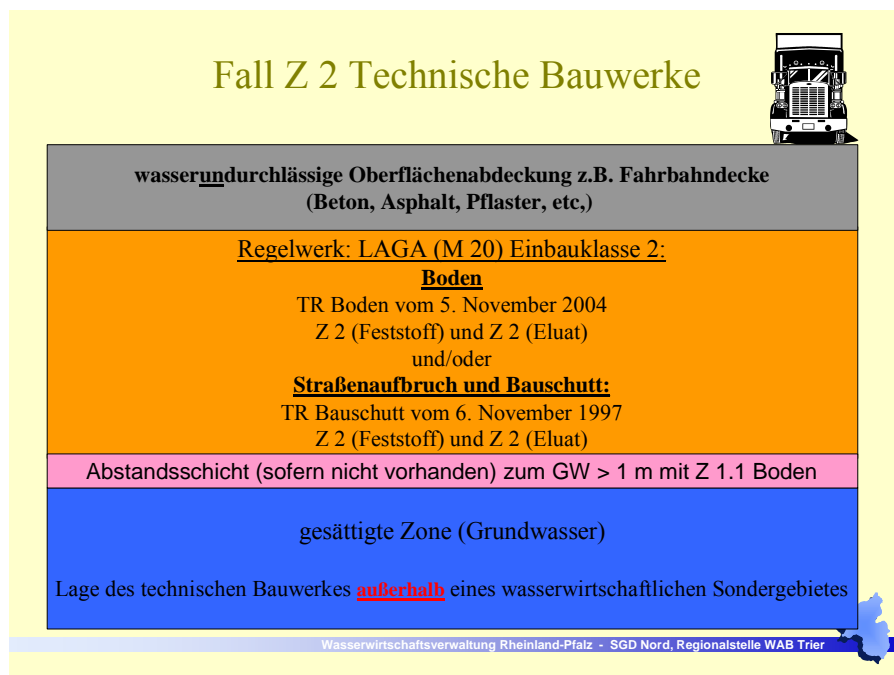 Fall Z 2 Technische Bauwerke
wasserundurchlässige Oberflächenabdeckung z.B. Fahrbahndecke
(Beton, Asphalt, Pflaster, etc,)
Regelwerk: LAGA (M 20) Einbauklasse 2:
Boden
TR Boden vom 5. November 2004
Z 2 (Feststoff) und Z 2 (Eluat)
und/oder
Straßenaufbruch und Bauschutt:
TR Bauschutt vom 6. November 1997
Z 2 (Feststoff) und Z 2 (Eluat)
Abstandsschicht (sofern nicht vorhanden) zum GW > 1 m mit Z 1.1 Boden
gesättigte Zone (Grundwasser)
Lage des technischen Bauwerkes außerhalb eines wasserwirtschaftlichen Sondergebietes
Wasserwirtschaftsverwaltung Rheinland-Pfalz - SGD Nord, Regionalstelle WAB Trier